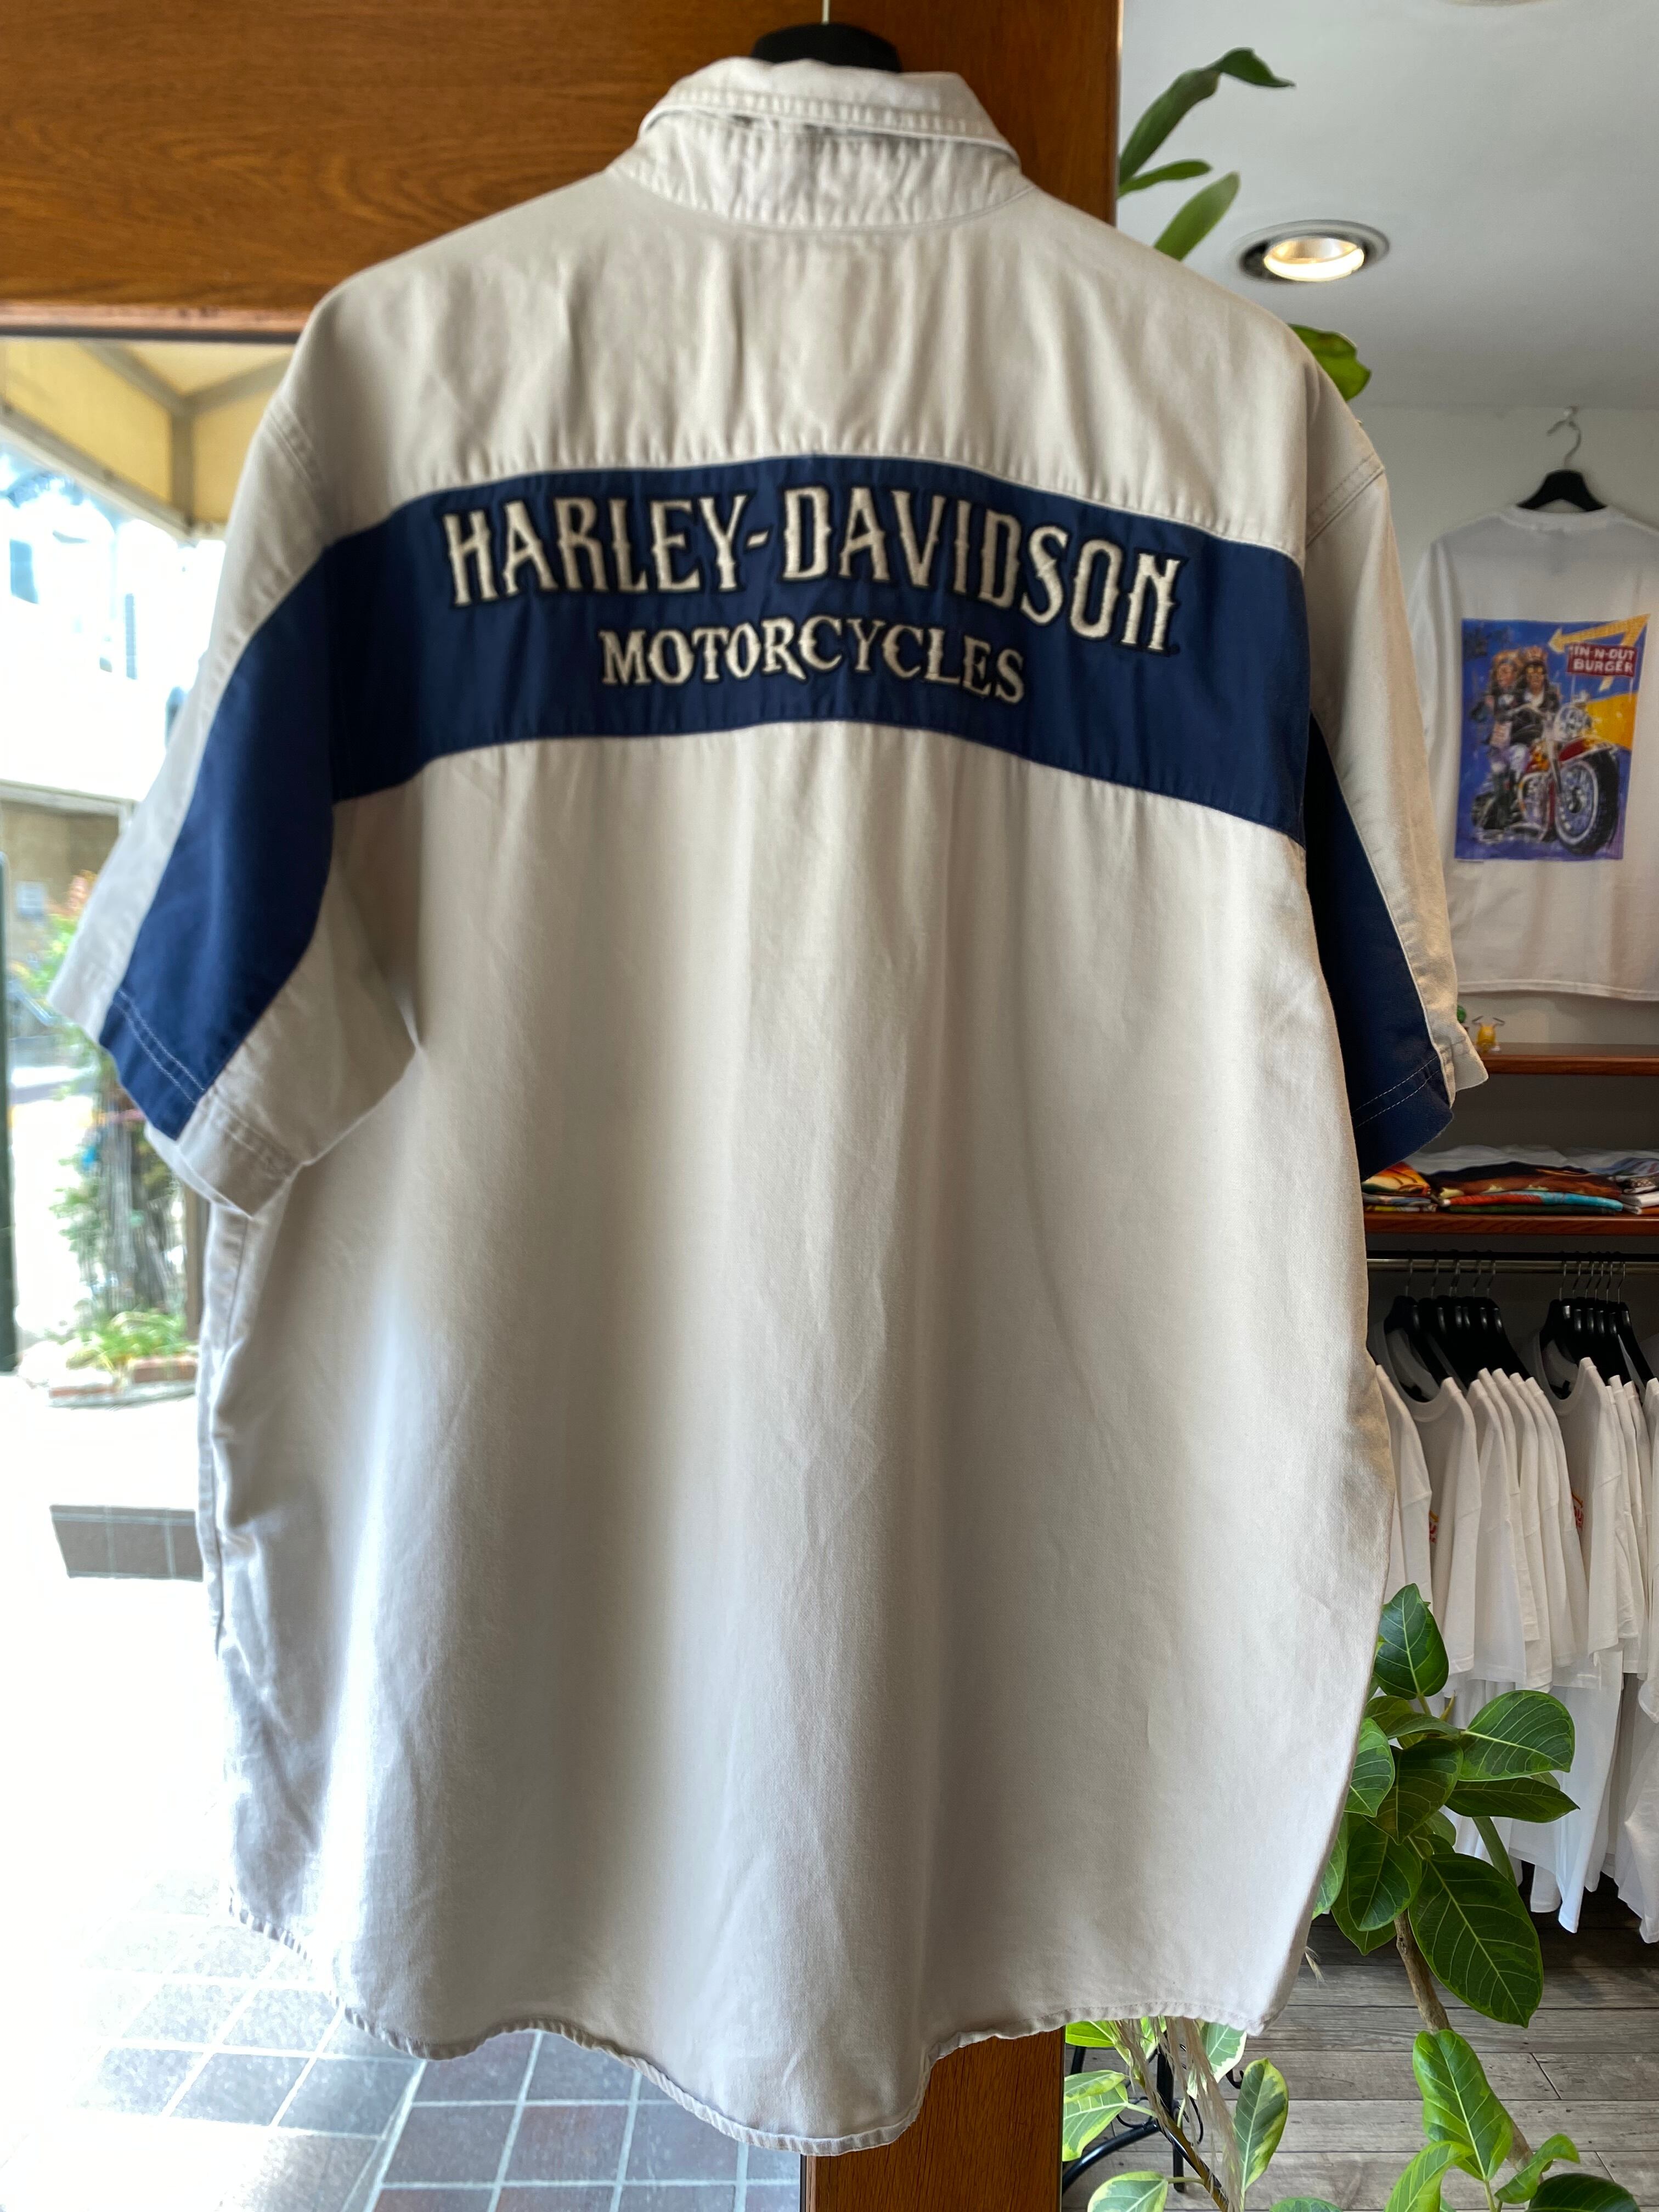 HARLEY-DAVIDSON
MOTORCYCLES
IN-N-OUT
BURGER